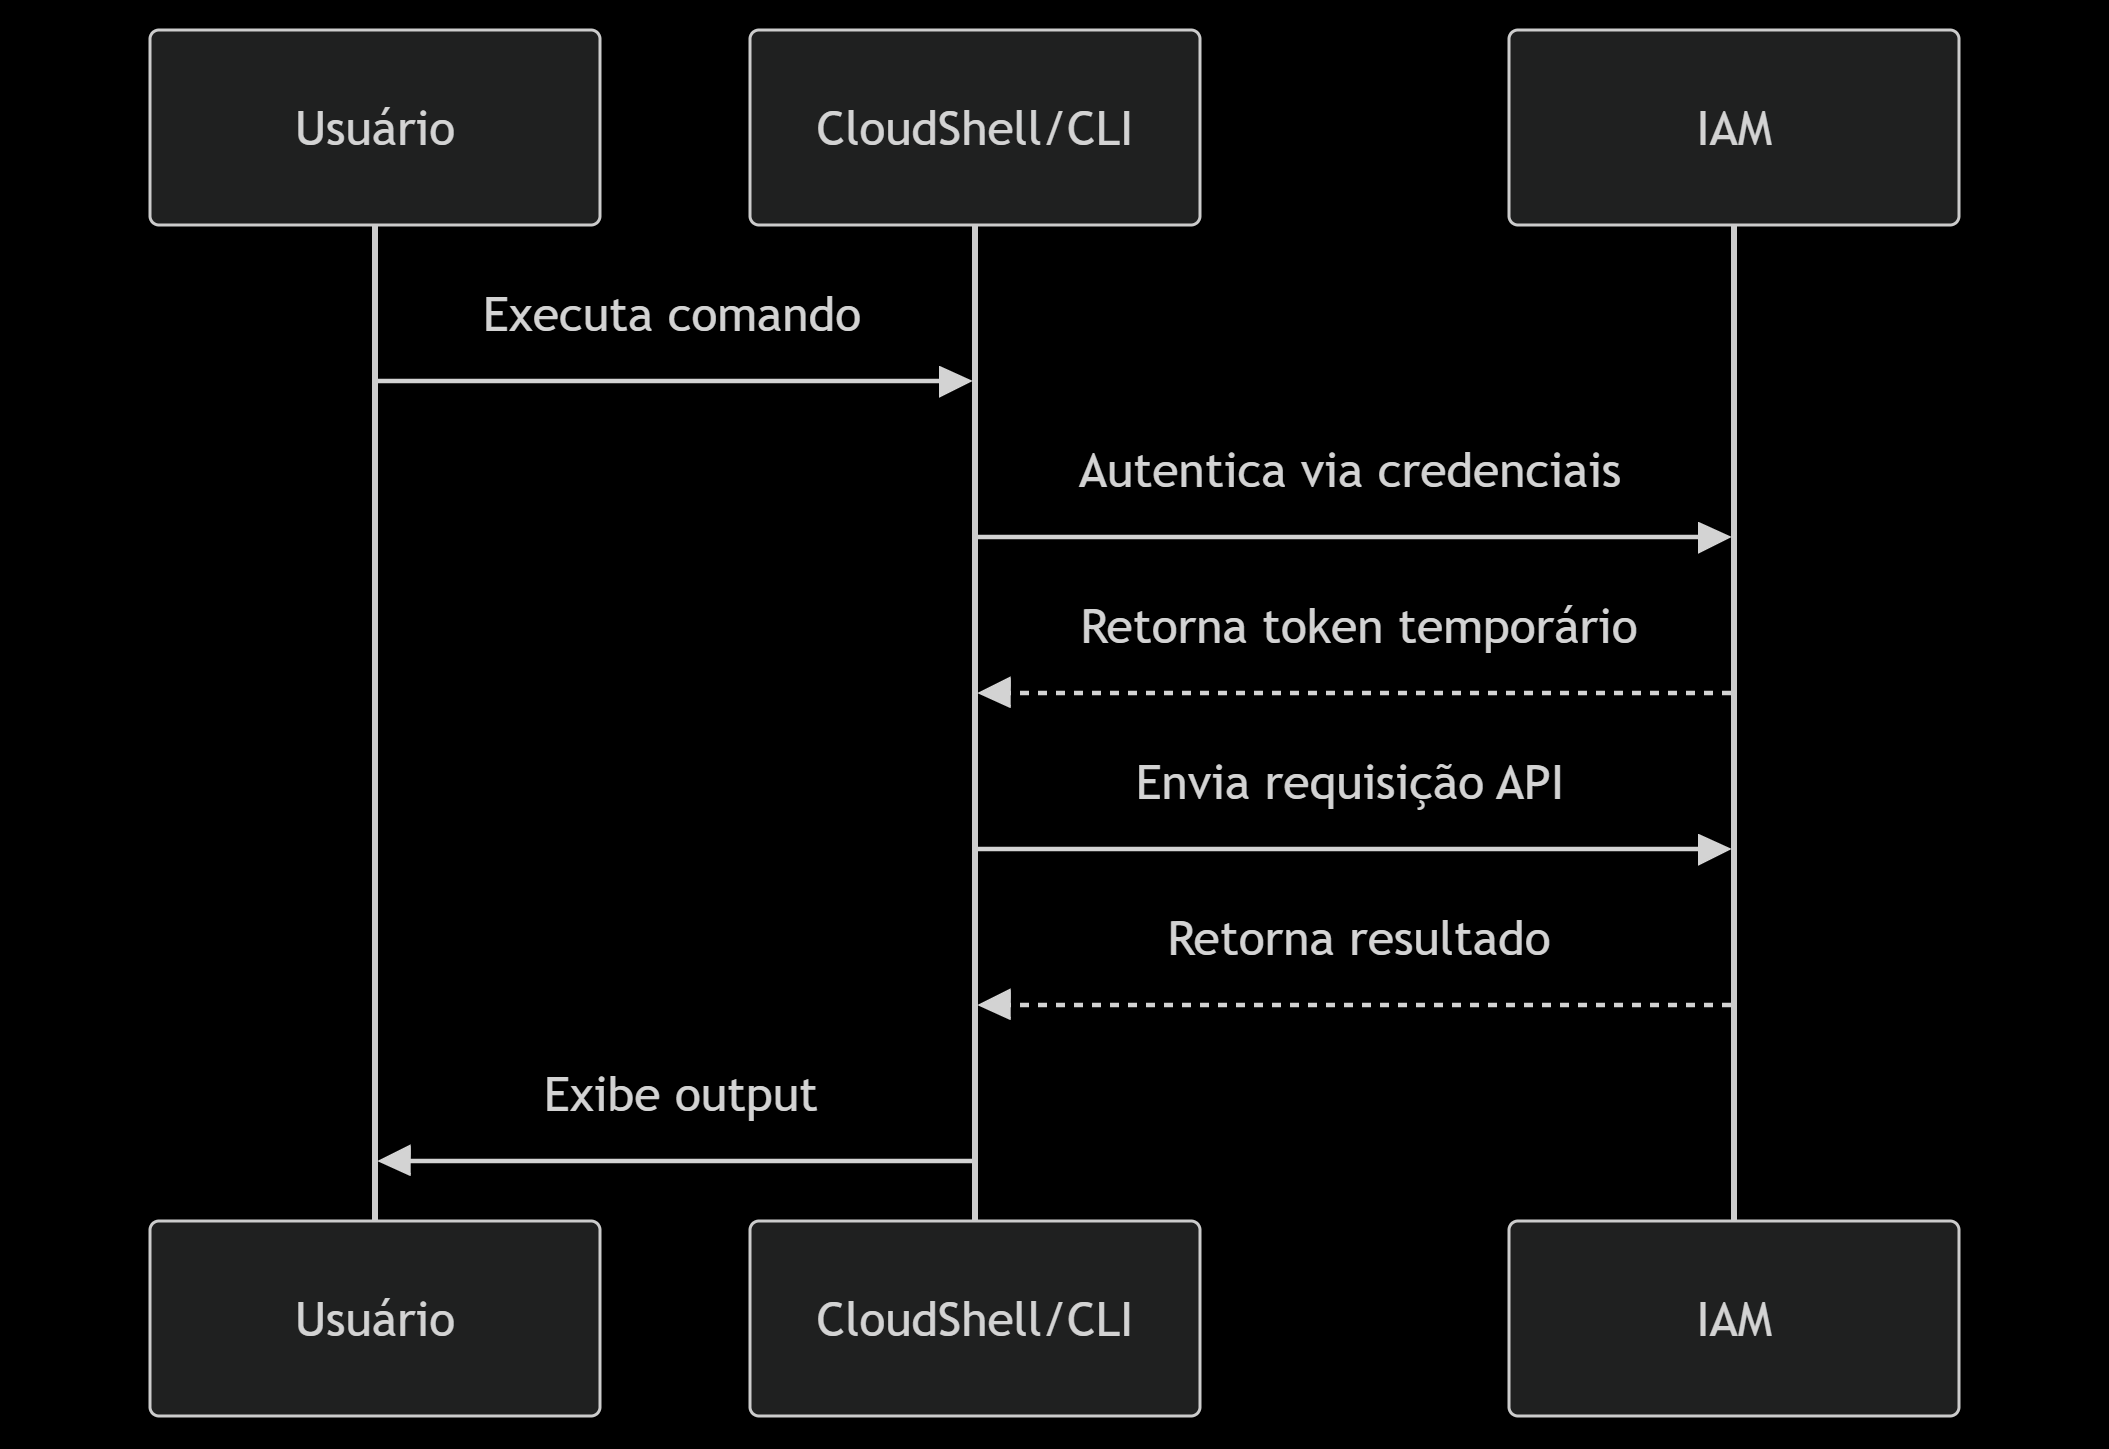 Usuário
CloudShell/CLI
IAM
Executa comando
Autentica via credenciais
Retorna token temporário
Envia requisição API
Retorna resultado
Exibe output
Usuário
CloudShell/CLI
IAM